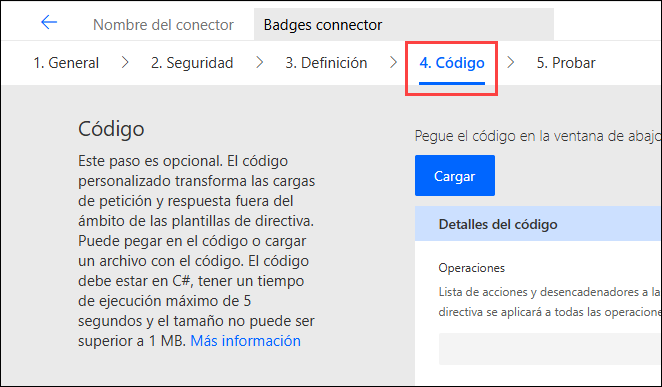 Nombre del conector Badges connector
1. General 2. Seguridad 3. Definición 4. Código 5. Probar
Código
Este paso es opcional. El código
personalizado transforma las cargas
de petición y respuesta fuera del
ámbito de las plantillas de directiva.
Puede pegar en el código o cargar
un archivo con el código. El código
debe estar en C#, tener un tiempo
de ejecución máximo de 5
segundos y el tamaño no puede ser
superior a 1 MB. Más información
Pegue el código en la ventana de abajo
Cargar
Detalles del código
Operaciones
Lista de acciones y desencadenadores a la
directiva se aplicará a todas las